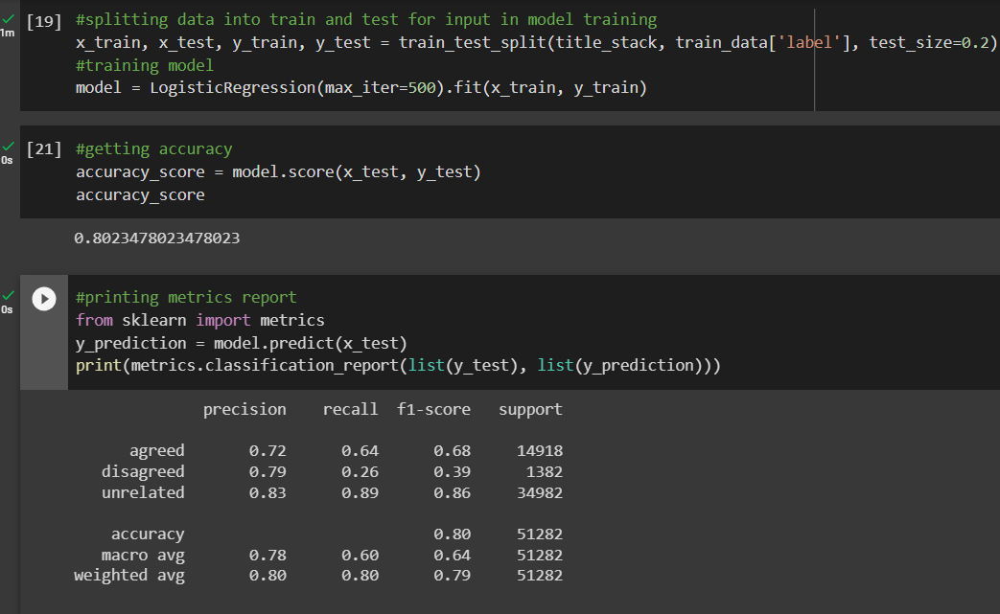 [19] #splitting data into train and test for input in model training
1m
x_train, x_test, y_train, y_test = train_test_split(title_stack, train_data['label'], test_size=0.2)
#training model
model = LogisticRegression(max_iter=500).fit(x_train, y_train)
[21] #getting accuracy
0s
accuracy_score = model.score(x_test, y_test)
accuracy_score
0.8023478023478023
#printing metrics report
0s
from sklearn import metrics
y_prediction = model.predict(x_test)
print(metrics.classification_report(list(y_test), list(y_prediction)))
precision recall f1-score support
agreed 0.72 0.64 0.68 14918
disagreed 0.79 0.26 0.39 1382
unrelated 0.83 0.89 0.86 34982
accuracy 0.80 51282
macro avg 0.78 0.60 0.64 51282
weighted avg 0.80 0.80 0.79 51282